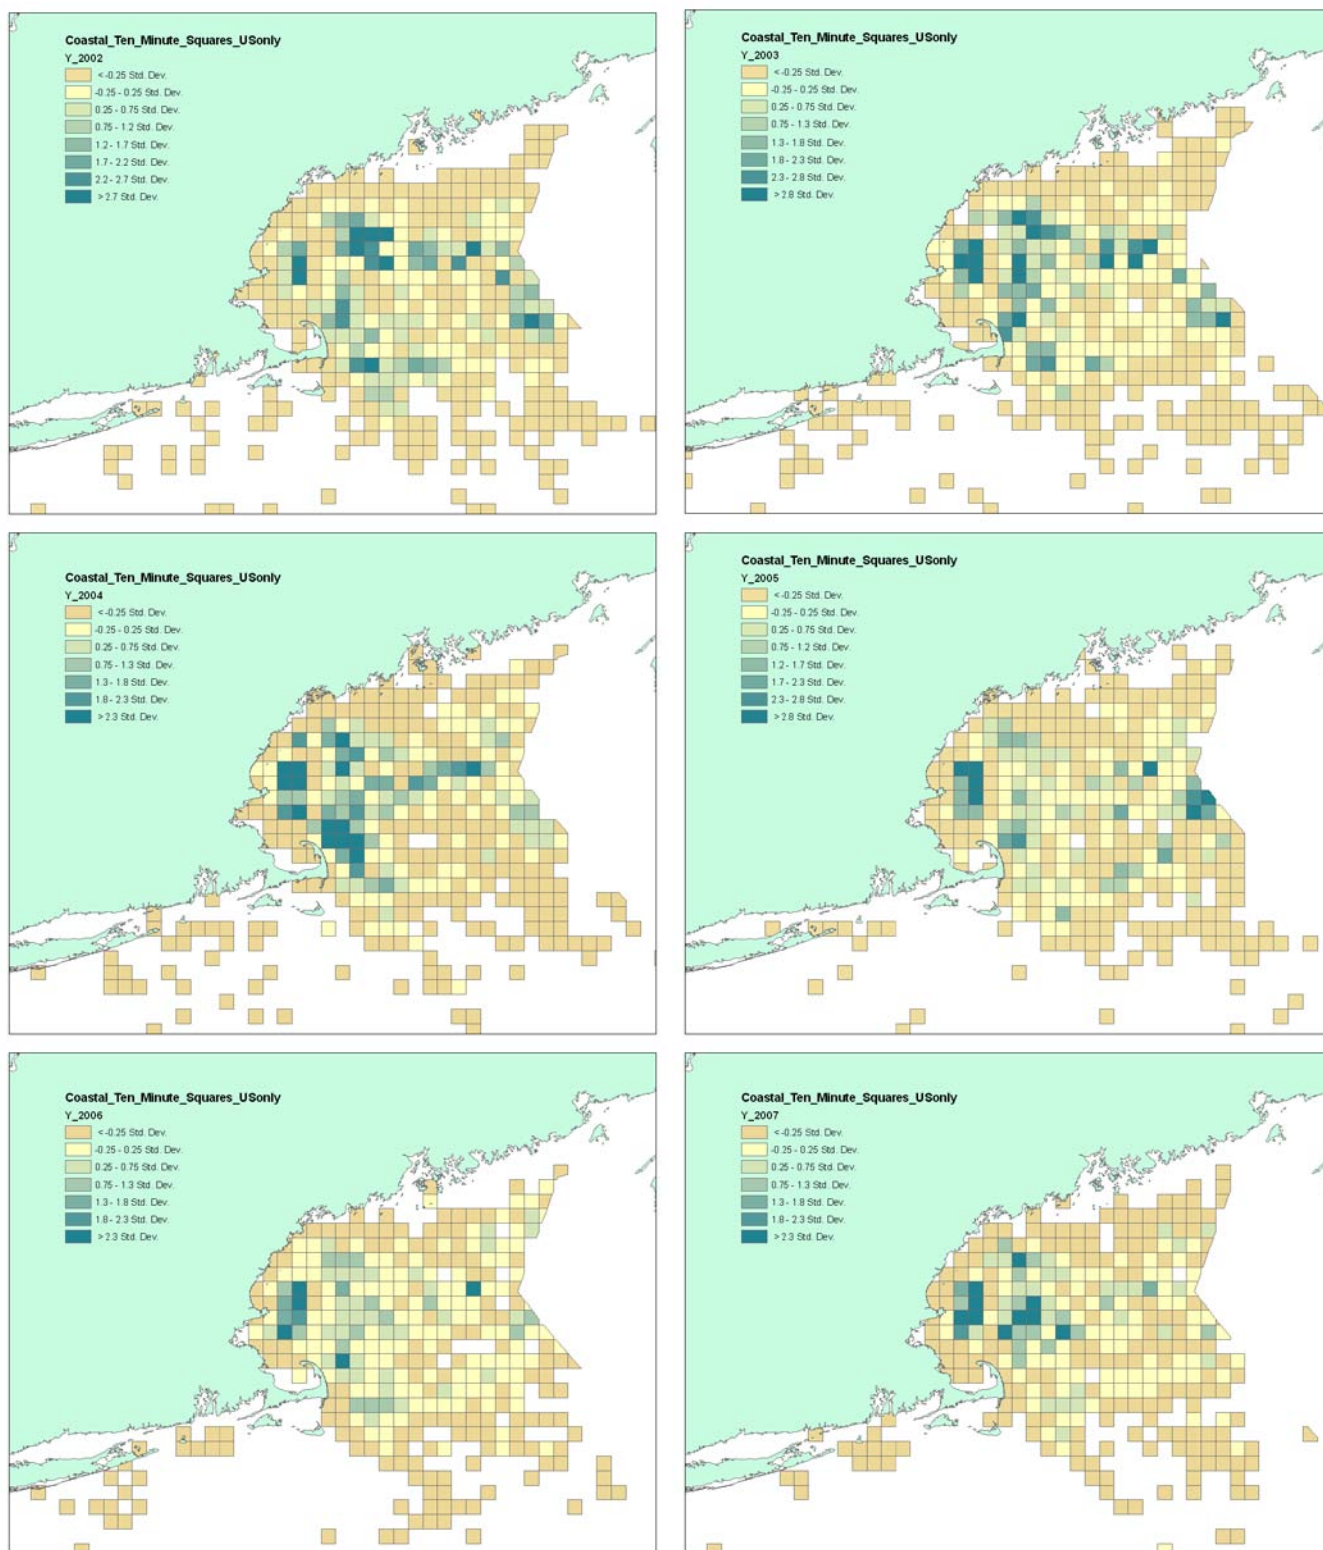 Coastal_Ten_Minute_Squares_USonly
Y_2002
< -0.25 Std. Dev.
-0.25 - 0.25 Std. Dev.
0.25 - 0.75 Std. Dev.
0.75 - 1.2 Std. Dev.
1.2 - 1.7 Std. Dev.
1.7 - 2.2 Std. Dev.
2.2 - 2.7 Std. Dev.
> 2.7 Std. Dev.
Coastal_Ten_Minute_Squares_USonly
Y_2003
< -0.25 Std. Dev.
-0.25 - 0.25 Std. Dev.
0.25 - 0.75 Std. Dev.
0.75 - 1.3 Std. Dev.
1.3 - 1.8 Std. Dev.
1.8 - 2.3 Std. Dev.
2.3 - 2.8 Std. Dev.
> 2.8 Std. Dev.
Coastal_Ten_Minute_Squares_USonly
Y_2004
< -0.25 Std. Dev.
-0.25 - 0.25 Std. Dev.
0.25 - 0.75 Std. Dev.
0.75 - 1.3 Std. Dev.
1.3 - 1.8 Std. Dev.
1.8 - 2.3 Std. Dev.
> 2.3 Std. Dev.
Coastal_Ten_Minute_Squares_USonly
Y_2005
< -0.25 Std. Dev.
-0.25 - 0.25 Std. Dev.
0.25 - 0.75 Std. Dev.
0.75 - 1.2 Std. Dev.
1.2 - 1.7 Std. Dev.
1.7 - 2.3 Std. Dev.
2.3 - 2.8 Std. Dev.
> 2.8 Std. Dev.
Coastal_Ten_Minute_Squares_USonly
Y_2006
< -0.25 Std. Dev.
-0.25 - 0.25 Std. Dev.
0.25 - 0.75 Std. Dev.
0.75 - 1.3 Std. Dev.
1.3 - 1.8 Std. Dev.
1.8 - 2.3 Std. Dev.
> 2.3 Std. Dev.
Coastal_Ten_Minute_Squares_USonly
Y_2007
< -0.25 Std. Dev.
-0.25 - 0.25 Std. Dev.
0.25 - 0.75 Std. Dev.
0.75 - 1.3 Std. Dev.
1.3 - 1.8 Std. Dev.
1.8 - 2.3 Std. Dev.
> 2.3 Std. Dev.